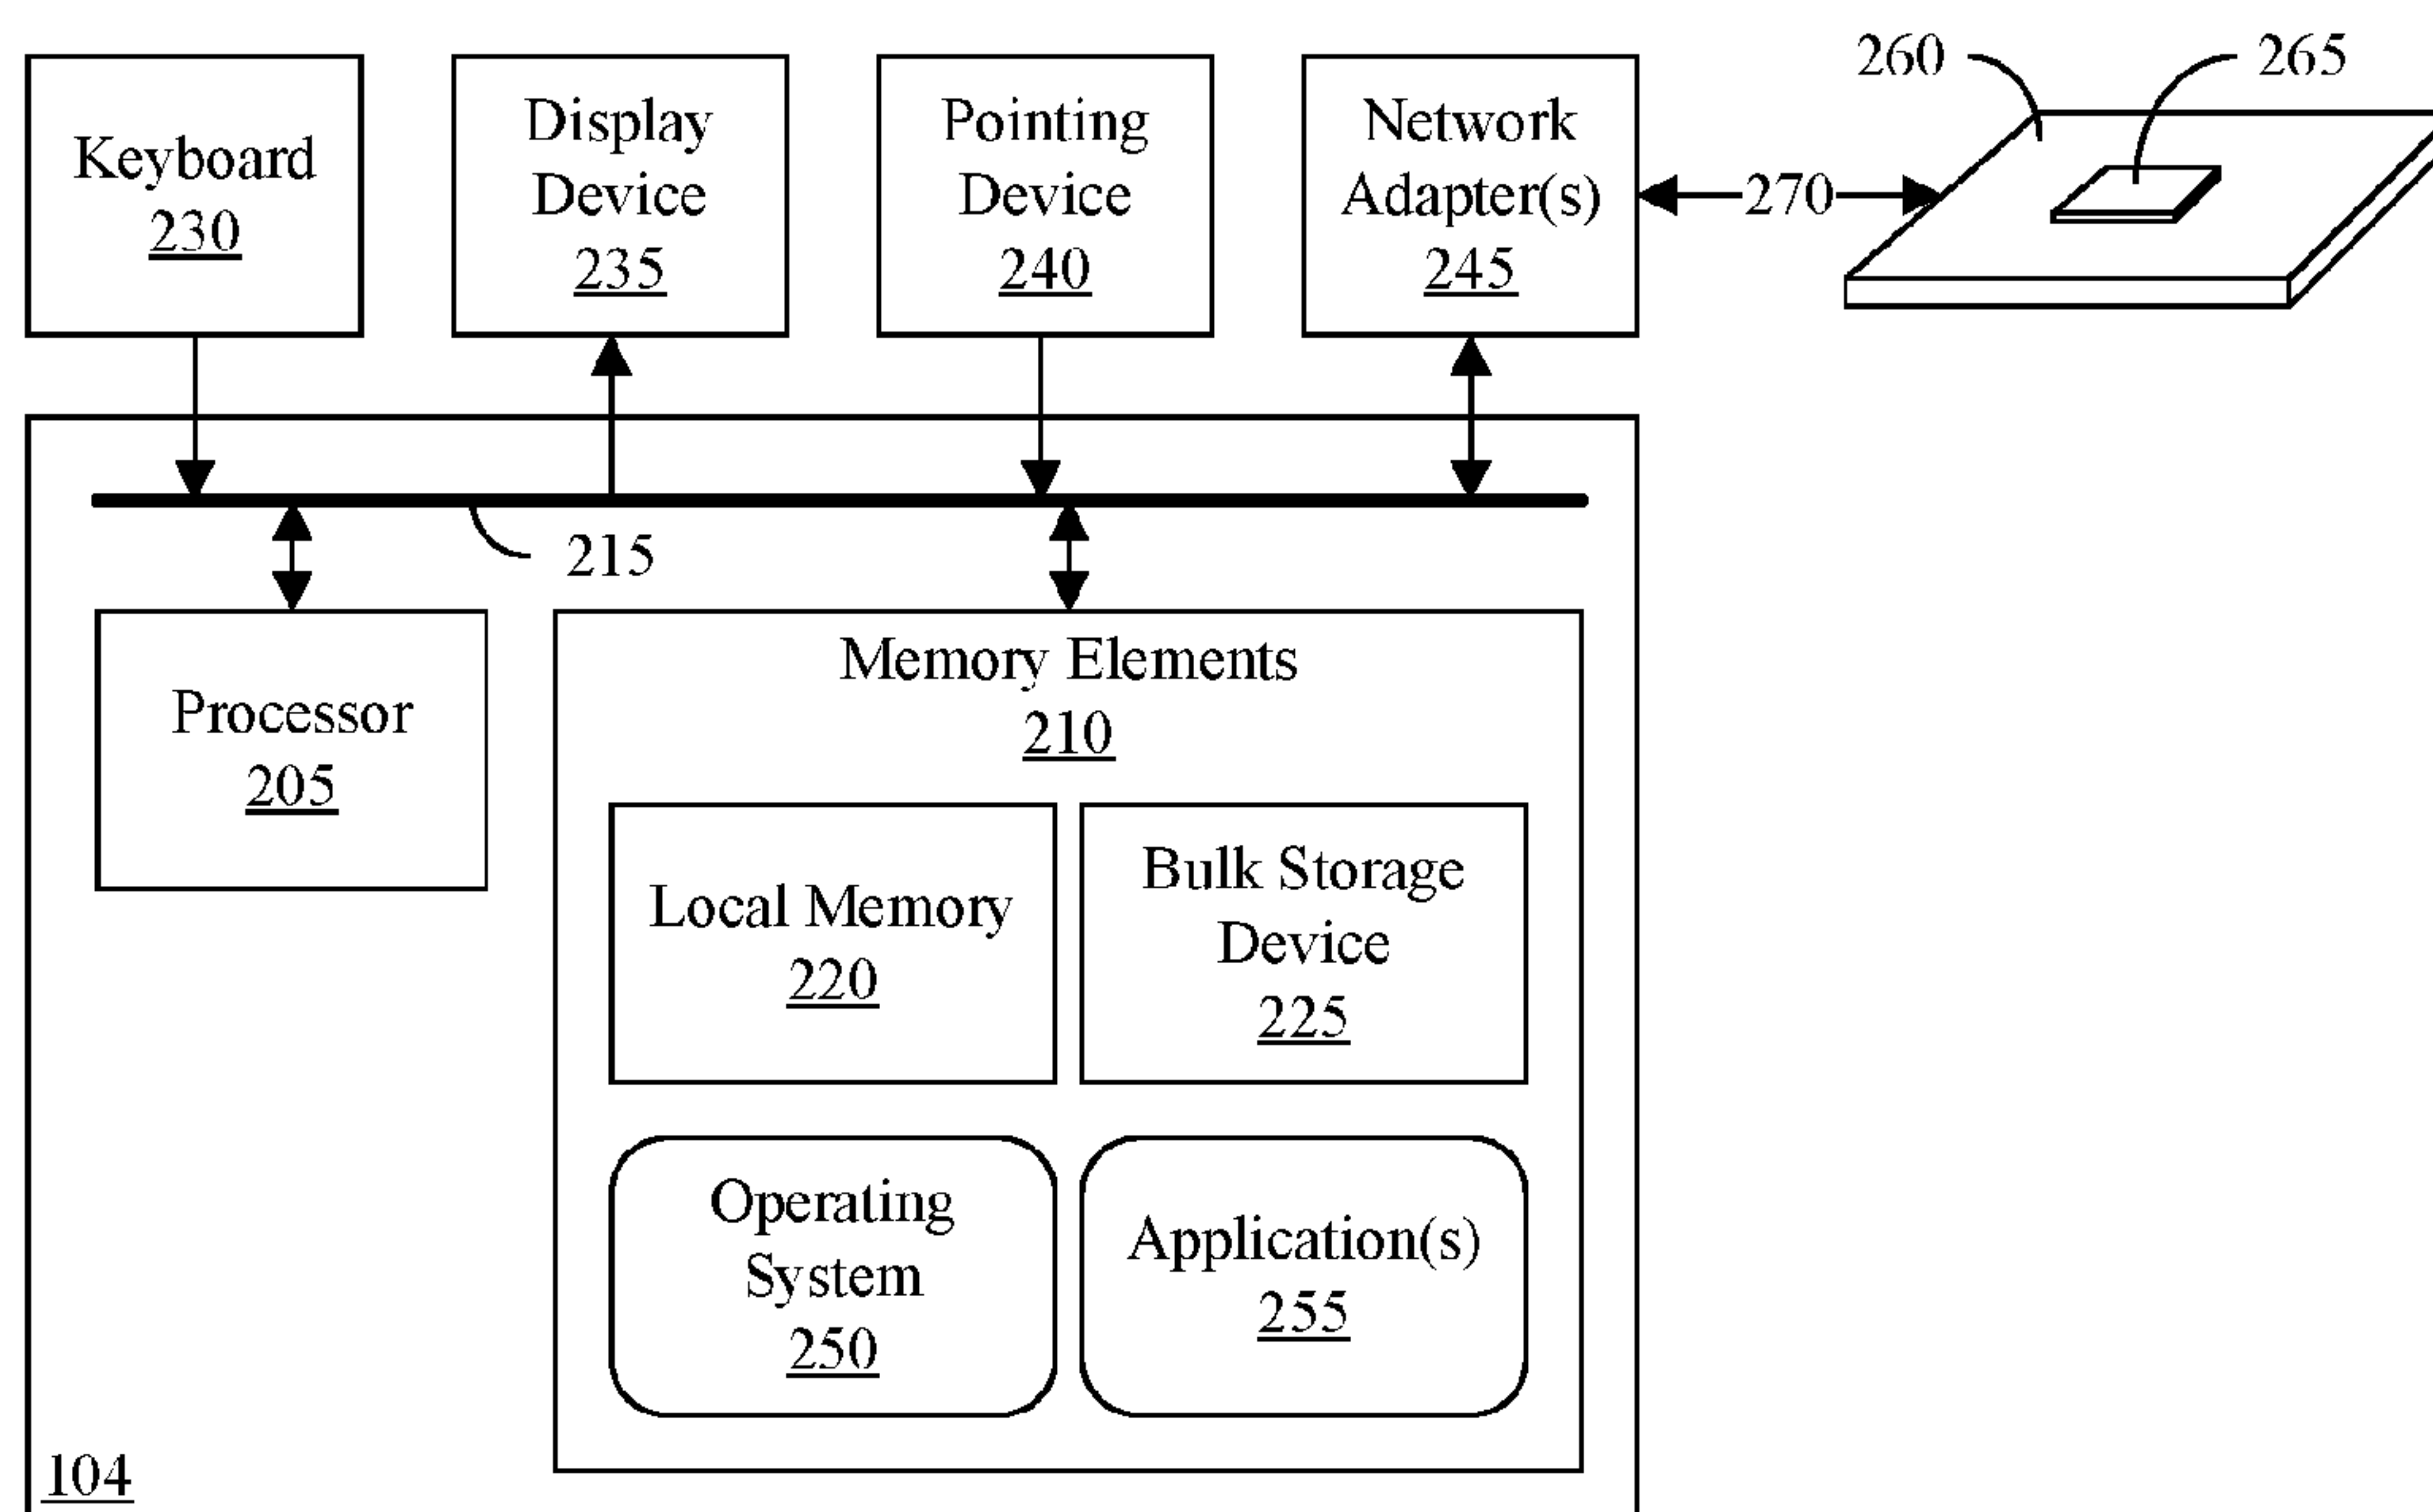 Keyboard
230
Display
Device
235
Pointing
Device
240
Network
Adapter(s)
245
270
260
265
215
Processor
205
Memory Elements
210
Local Memory
220
Bulk Storage
Device
225
Operating
System
250
Application(s)
255
104